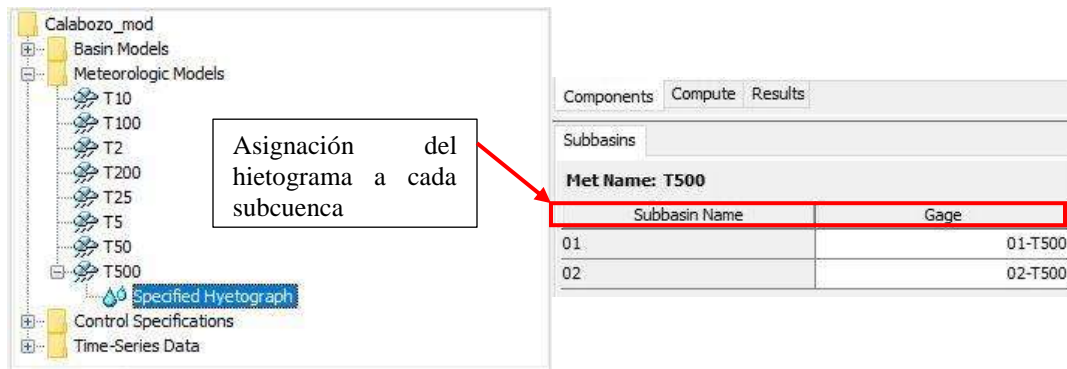 Calabozo_mod
Basin Models
Meteorologic Models
T10
T100
T2
T200
T25
T5
T50
T500
Specified Hyetograph
Control Specifications
Time-Series Data
Asignación del
hietograma a cada
subcuenca
Components Compute Results
Subbasins
Met Name: T500
Subbasin Name Gage
01 01-T500
02 02-T500